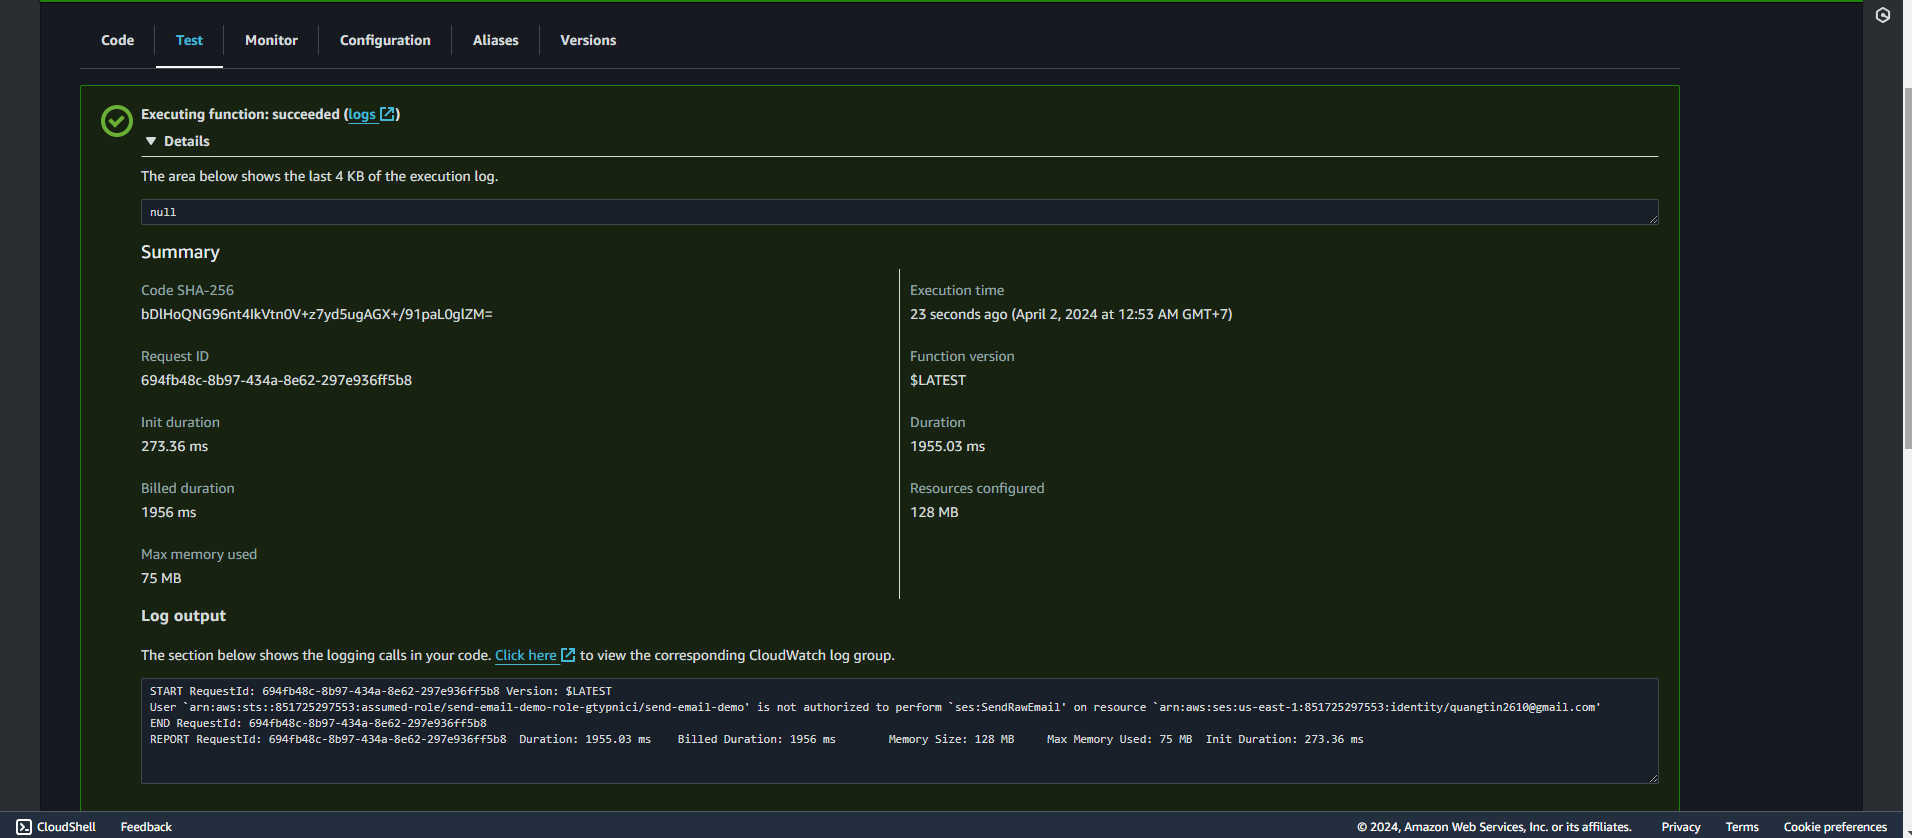 Code Test Monitor Configuration Aliases Versions
Executing function: succeeded (logs)
Details
The area below shows the last 4 KB of the execution log.
null
Summary
Code SHA-256
bDlHoQNG96nt4IkVtn0V+z7yd5ugAGX+/91paL0glZM=
Request ID
694fb48c-8b97-434a-8e62-297e936ff5b8
Init duration
273.36 ms
Billed duration
1956 ms
Max memory used
75 MB
Execution time
23 seconds ago (April 2, 2024 at 12:53 AM GMT+7)
Function version
$LATEST
Duration
1955.03 ms
Resources configured
128 MB
Log output
The section below shows the logging calls in your code. Click here to view the corresponding CloudWatch log group.
START RequestId: 694fb48c-8b97-434a-8e62-297e936ff5b8 Version: $LATEST
User `arn:aws:sts::851725297553:assumed-role/send-email-demo-role-gtypnici/send-email-demo' is not authorized to perform `ses:SendRawEmail' on resource `arn:aws:ses:us-east-1:851725297553:identity/quangtin2610@gmail.com'
END RequestId: 694fb48c-8b97-434a-8e62-297e936ff5b8
REPORT RequestId: 694fb48c-8b97-434a-8e62-297e936ff5b8 Duration: 1955.03 ms Billed Duration: 1956 ms Memory Size: 128 MB Max Memory Used: 75 MB Init Duration: 273.36 ms
CloudShell Feedback © 2024, Amazon Web Services, Inc. or its affiliates. Privacy Terms Cookie preferences